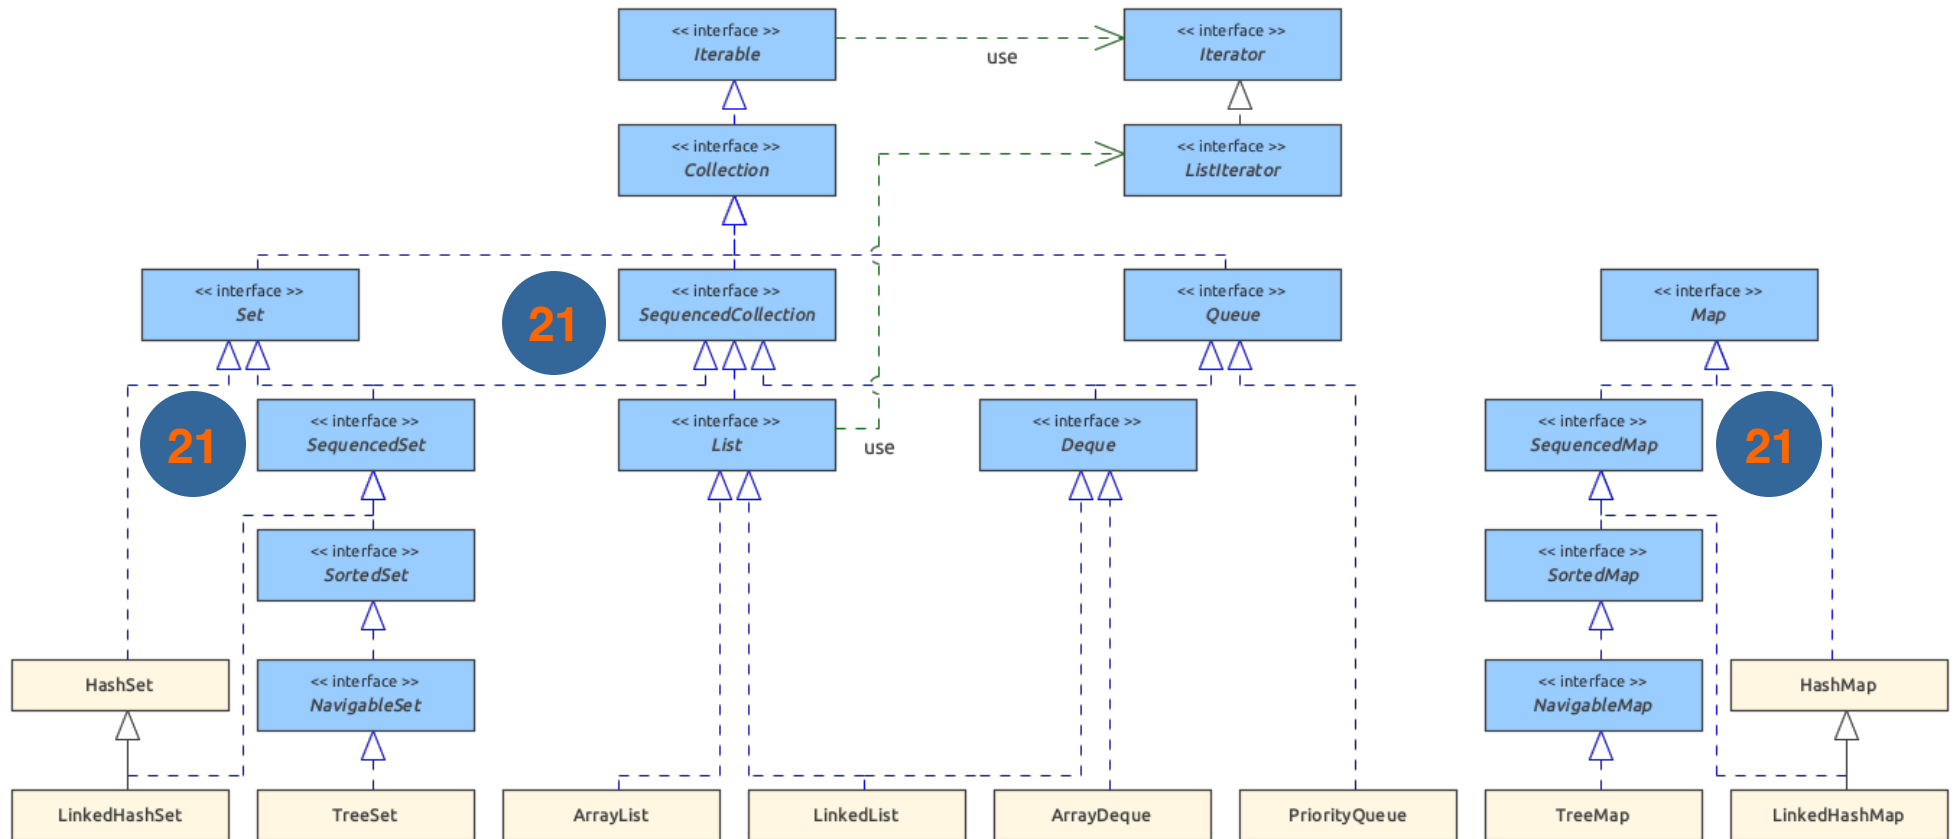 << interface >>
Iterable
use
<< interface >>
Iterator
<< interface >>
Collection
<< interface >>
ListIterator
<< interface >>
Set
21
<< interface >>
SequencedCollection
<< interface >>
Queue
<< interface >>
Map
21
<< interface >>
SequencedSet
<< interface >>
List
use
<< interface >>
Deque
<< interface >>
SequencedMap
21
<< interface >>
SortedSet
<< interface >>
SortedMap
HashSet
<< interface >>
NavigableSet
<< interface >>
NavigableMap
HashMap
LinkedHashSet
TreeSet
ArrayList
LinkedList
ArrayDeque
PriorityQueue
TreeMap
LinkedHashMap